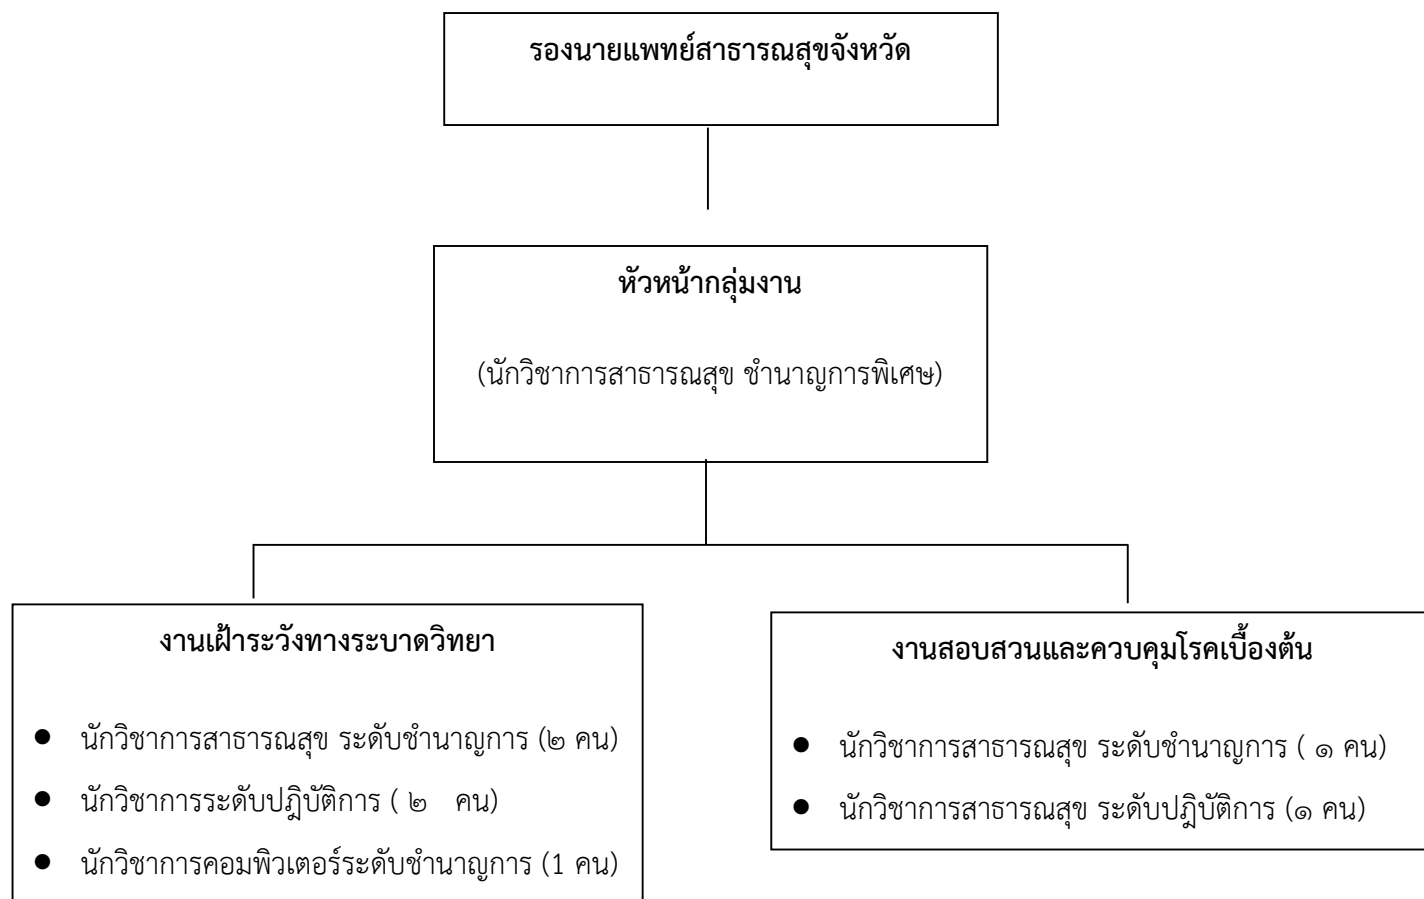 รองนายแพทย์สาธารณสุขจังหวัด
หัวหน้ากลุ่มงาน
(นักวิชาการสาธารณสุข ชำนาญการพิเศษ)
งานเฝ้าระวังทางระบาดวิทยา
● นักวิชาการสาธารณสุข ระดับชำนาญการ (๒ คน)
● นักวิชาการระดับปฎิบัติการ ( ๒ คน)
● นักวิชาการคอมพิวเตอร์ระดับชำนาญการ (1 คน)
งานสอบสวนและควบคุมโรคเบื้องต้น
● นักวิชาการสาธารณสุข ระดับชำนาญการ ( ๑ คน)
● นักวิชาการสาธารณสุข ระดับปฎิบัติการ (๑ คน)